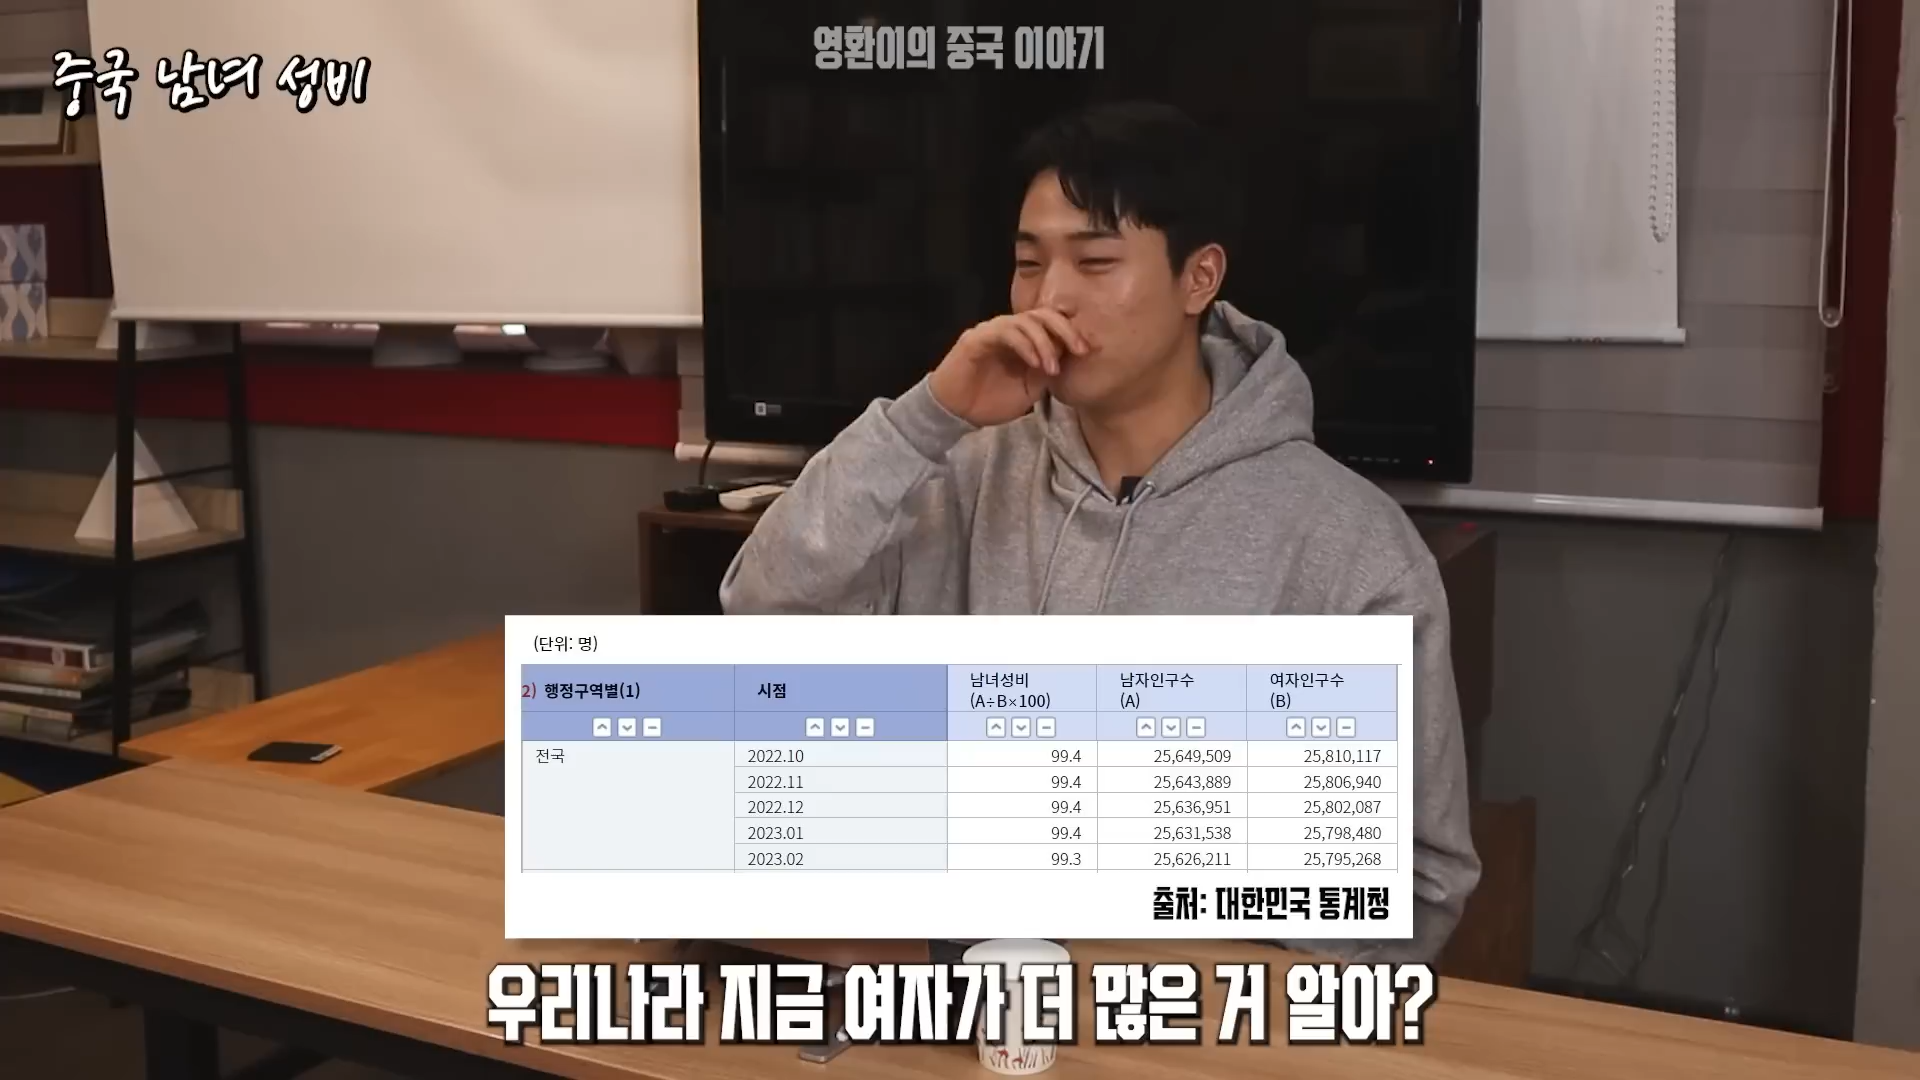 영환이의 중국 이야기
중국 남녀 성비
(단위: 명)
2) 행정구역별(1) 시점 남녀성비 (A÷B×100) 남자인구수 (A) 여자인구수 (B)
전국 2022.10 99.4 25,649,509 25,810,117
2022.11 99.4 25,643,889 25,806,940
2022.12 99.4 25,636,951 25,802,087
2023.01 99.4 25,631,538 25,798,480
2023.02 99.3 25,626,211 25,795,268
출처: 대한민국 통계청
우리나라 지금 여자가 더 많은 거 알아?